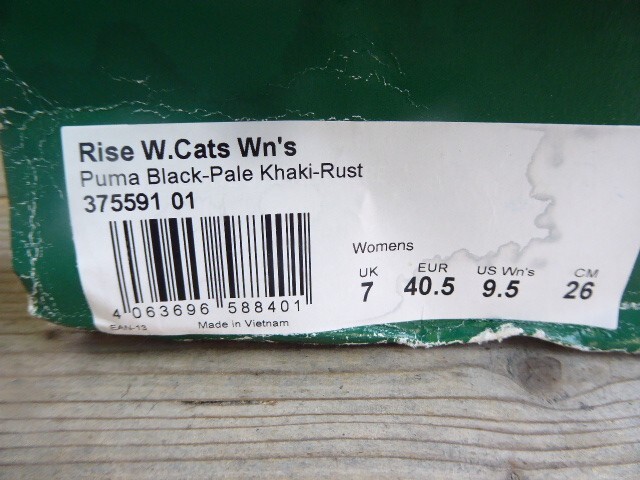 Rise W.Cats Wn's
Puma Black-Pale Khaki-Rust
375591 01
4 063696 588401
EAN-13
Made in Vietnam
Womens
UK EUR US Wn's CM
7 40.5 9.5 26